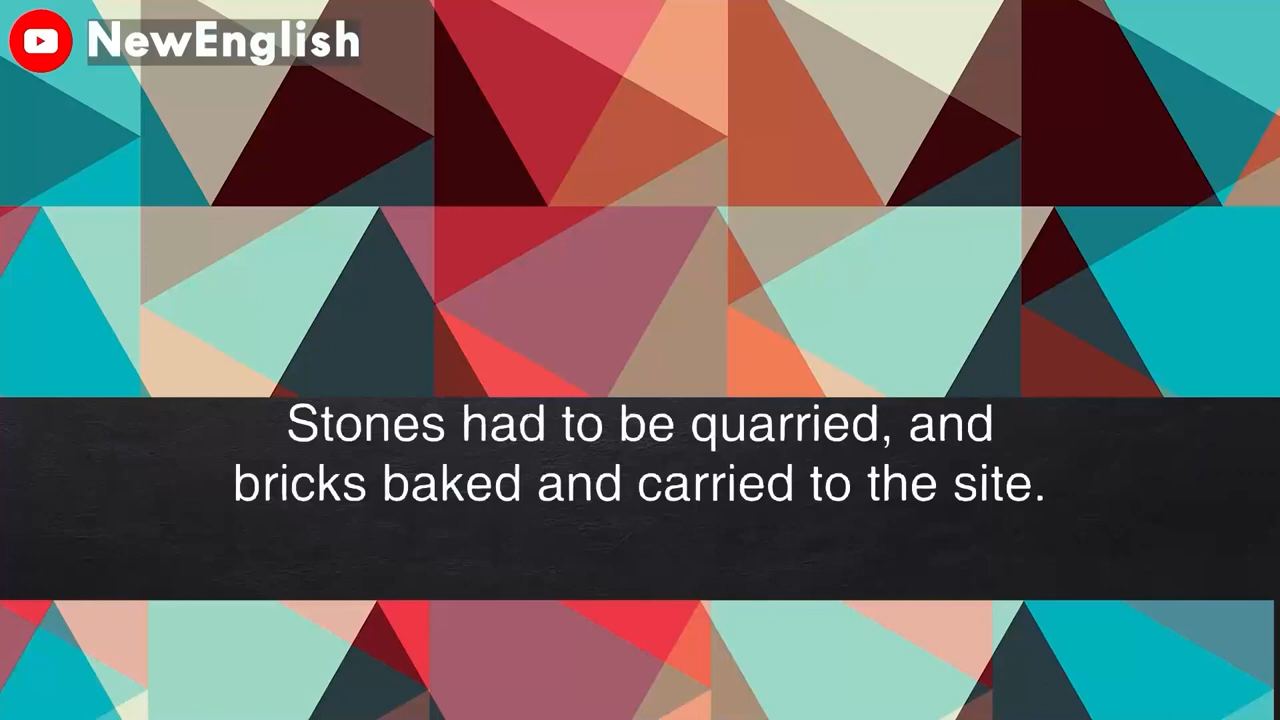 NewEnglish
Stones had to be quarried, and
bricks baked and carried to the site.